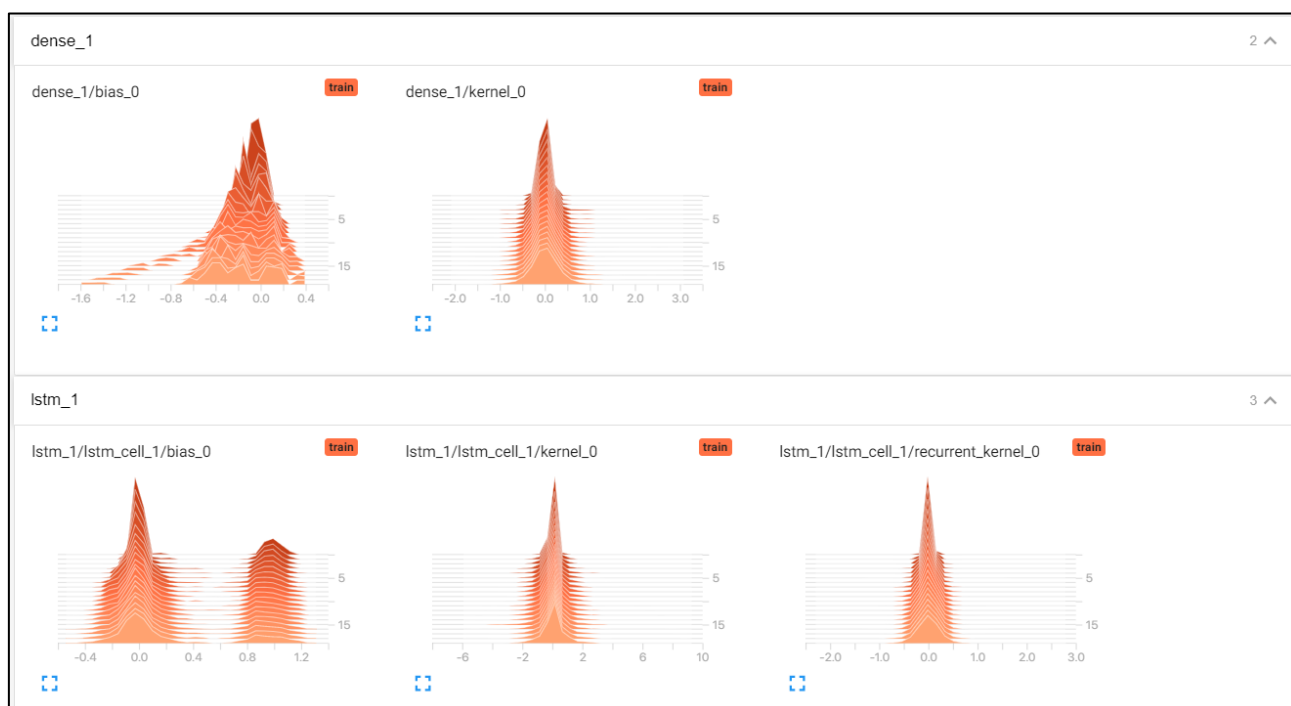 dense_1 2
dense_1/bias_0 train dense_1/kernel_0 train
5 5
15 15
-1.6 -1.2 -0.8 -0.4 0.0 0.4 -2.0 -1.0 0.0 1.0 2.0 3.0
lstm_1 3
lstm_1/lstm_cell_1/bias_0 train lstm_1/lstm_cell_1/kernel_0 train lstm_1/lstm_cell_1/recurrent_kernel_0 train
5 5 5
15 15 15
-0.4 0.0 0.4 0.8 1.2 -6 -2 2 6 10 -2.0 -1.0 0.0 1.0 2.0 3.0